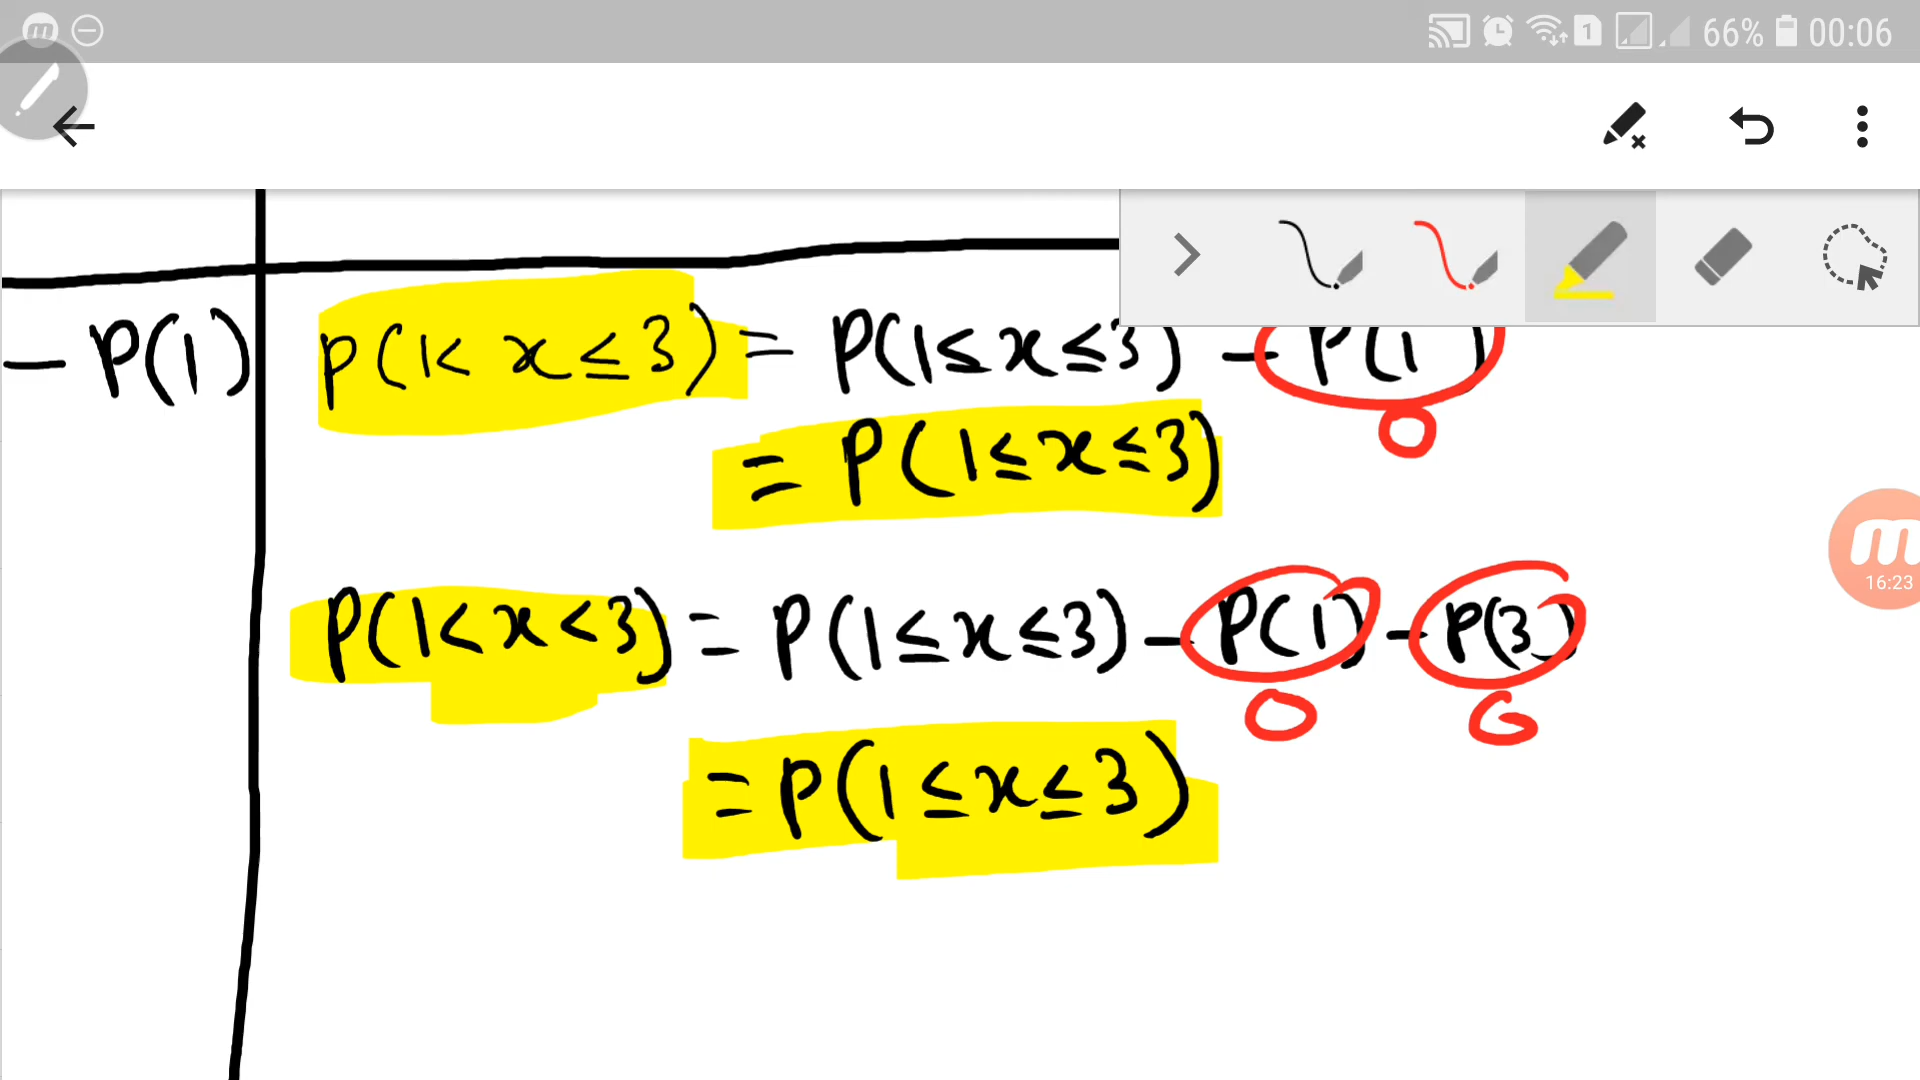 66% 00:06
− P(1)
P(1< x ≤ 3) = P(1≤ x ≤ 3) − P(1)
0
= P(1≤ x ≤ 3)
16:23
P(1< x < 3) = P(1≤ x ≤ 3) − P(1) − P(3)
0 0
= P(1≤ x ≤ 3)